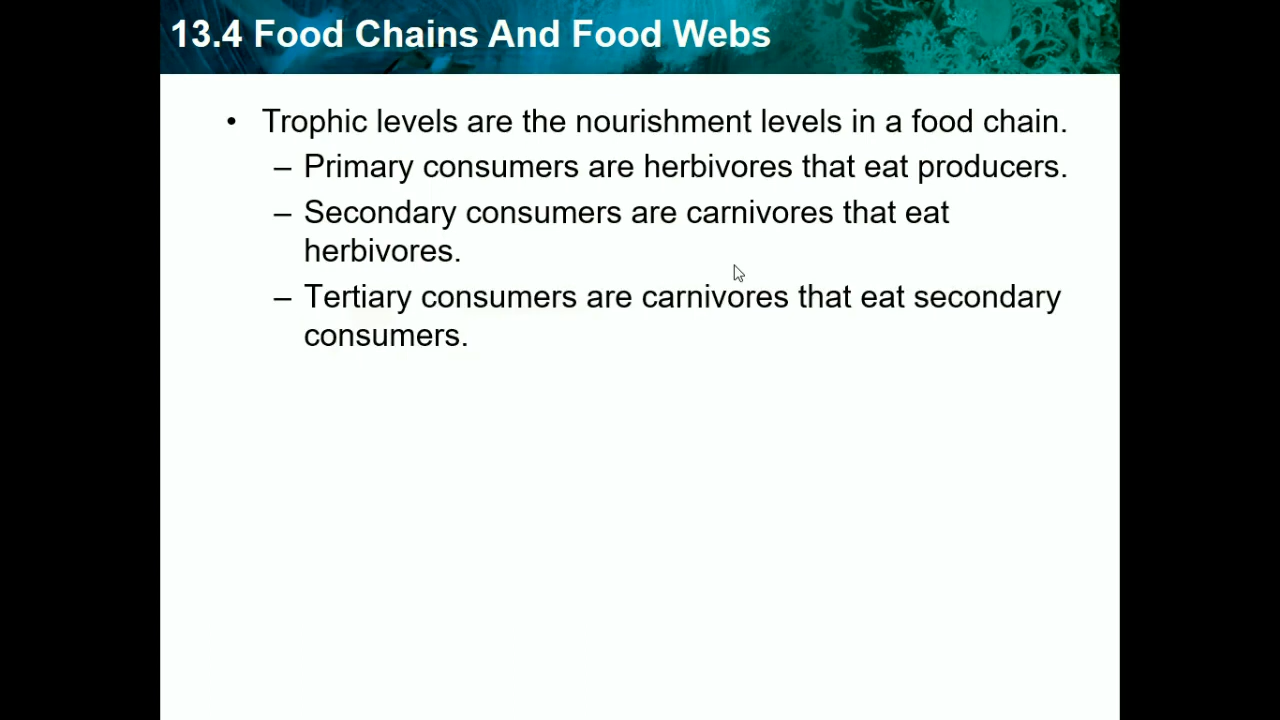 13.4 Food Chains And Food Webs
• Trophic levels are the nourishment levels in a food chain.
– Primary consumers are herbivores that eat producers.
– Secondary consumers are carnivores that eat
herbivores.
– Tertiary consumers are carnivores that eat secondary
consumers.